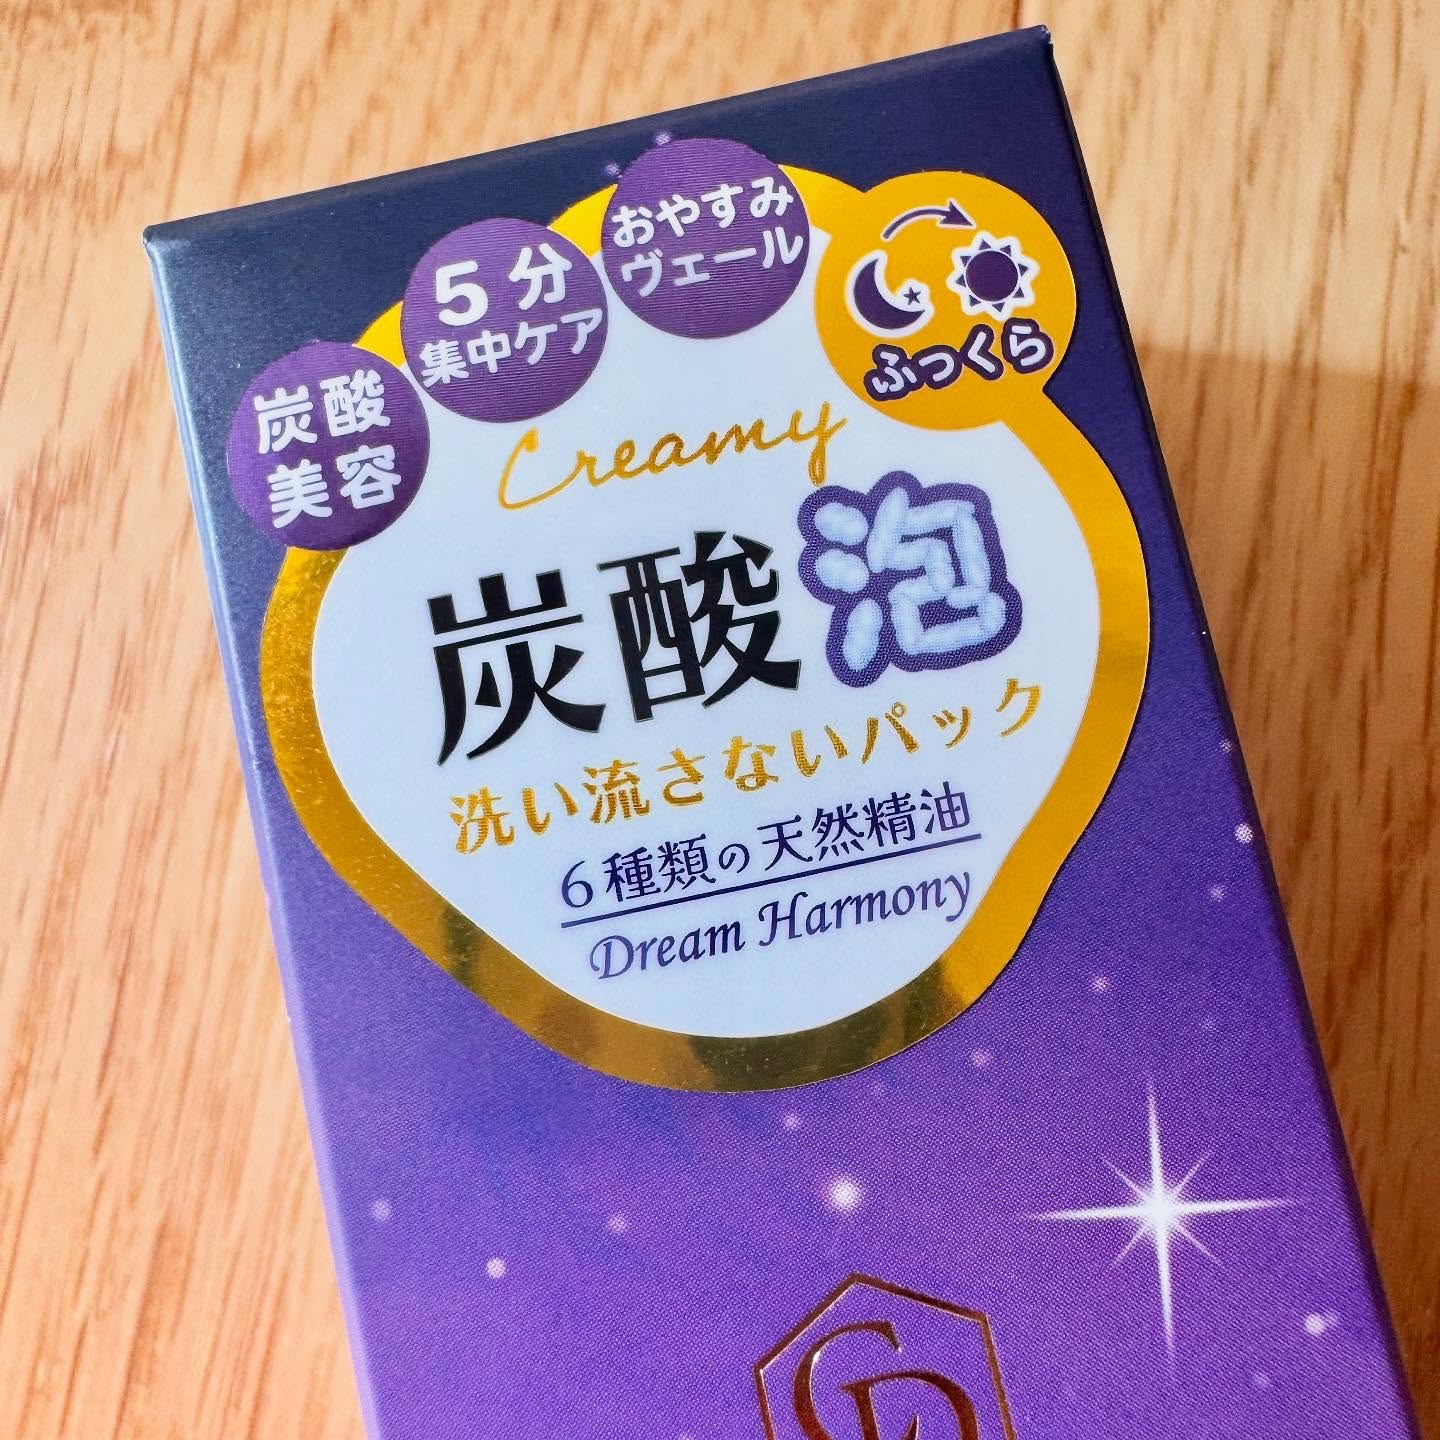 炭酸
美容
5分
集中ケア
おやすみ
ヴェール
ふっくら
Creamy
炭酸泡
洗い流さないパック
6種類の天然精油
Dream Harmony
CD